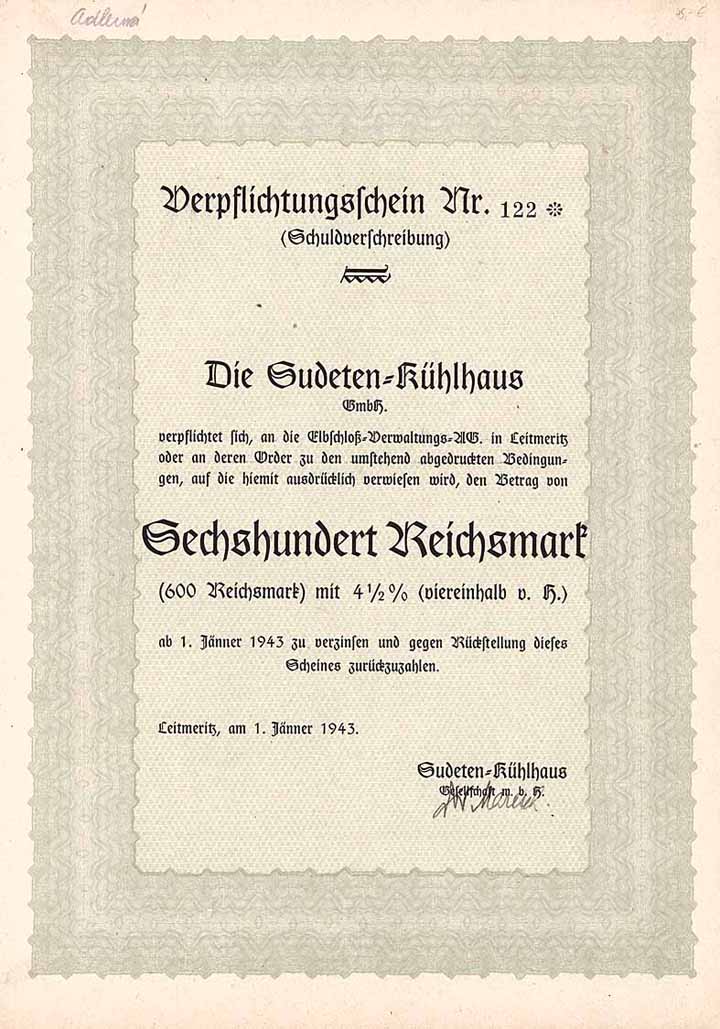 Verpflichtungsschein Nr. 122 ❊
(Schuldverschreibung)
Die Sudeten-Kühlhaus
GmbH.
verpflichtet sich, an die Elbschloß-Verwaltungs-AG. in Leitmeritz
oder an deren Order zu den umstehend abgedruckten Bedingun-
gen, auf die hiemit ausdrücklich verwiesen wird, den Betrag von
Sechshundert Reichsmark
(600 Reichsmark) mit 4½% (viereinhalb v. H.)
ab 1. Jänner 1943 zu verzinsen und gegen Rückstellung dieses
Scheines zurückzuzahlen.
Leitmeritz, am 1. Jänner 1943.
Sudeten-Kühlhaus
Gesellschaft m. b. H.